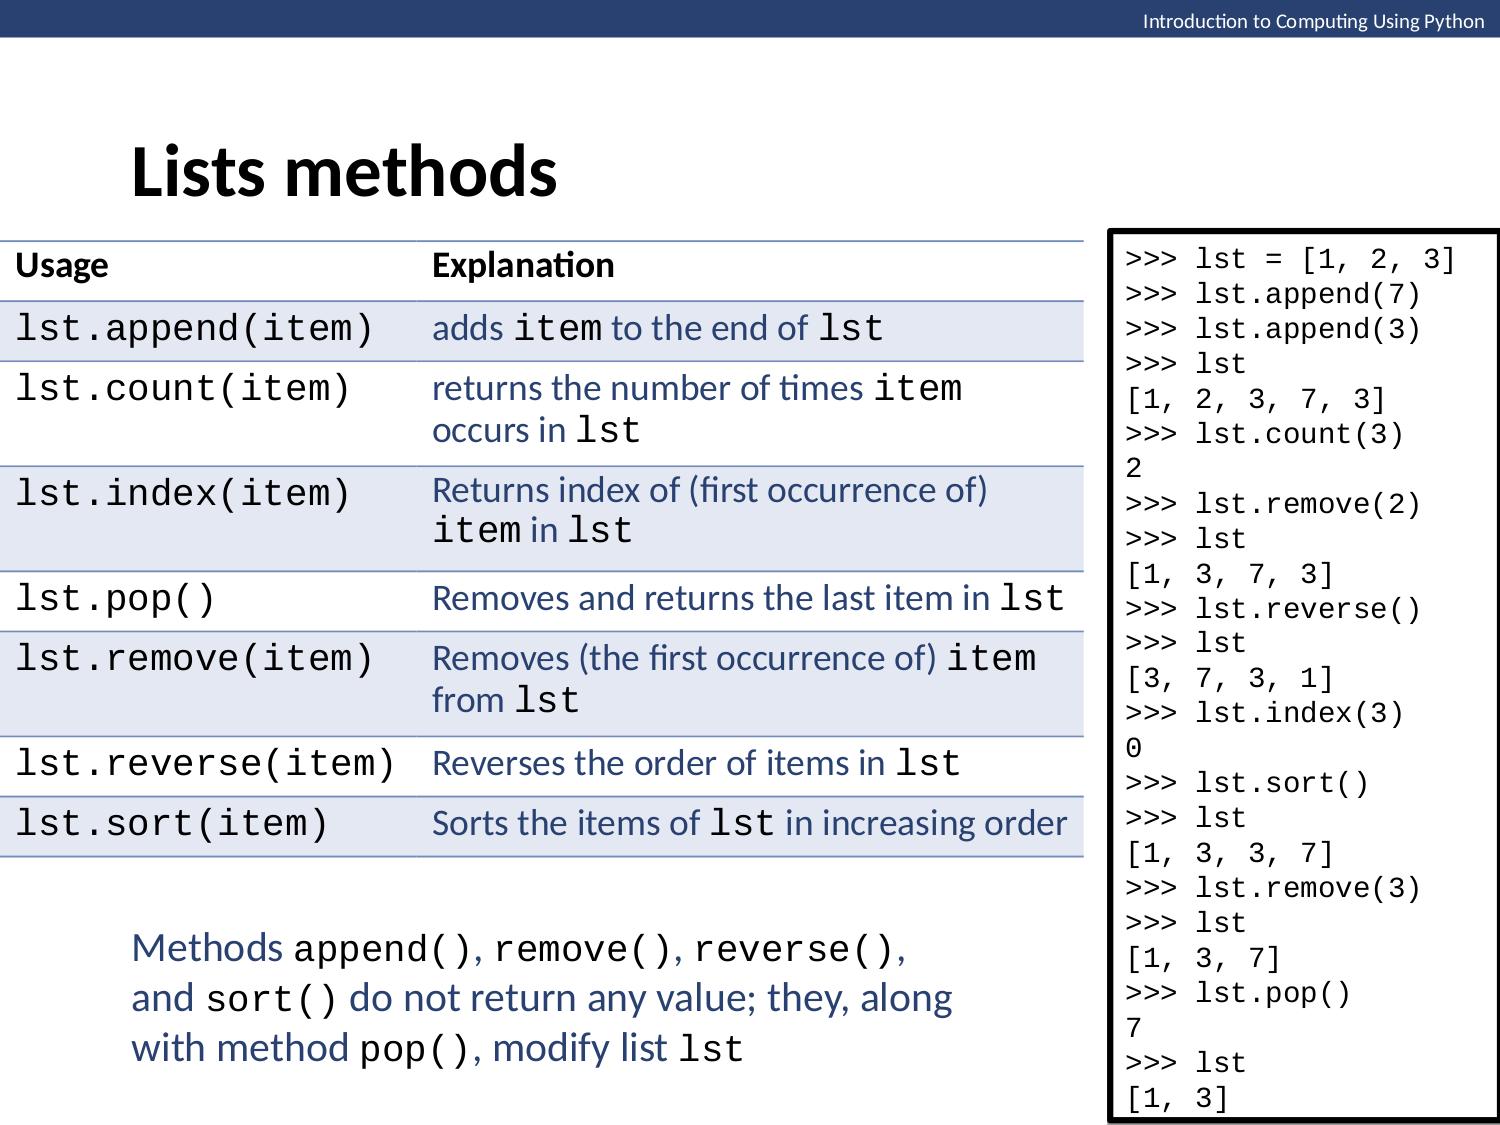 Introduction to Computing Using Python
Lists methods
Usage Explanation
lst.append(item) adds item to the end of lst
lst.count(item) returns the number of times item
occurs in lst
lst.index(item) Returns index of (first occurrence of)
item in lst
lst.pop() Removes and returns the last item in lst
lst.remove(item) Removes (the first occurrence of) item
from lst
lst.reverse(item) Reverses the order of items in lst
lst.sort(item) Sorts the items of lst in increasing order
Methods append(), remove(), reverse(),
and sort() do not return any value; they, along
with method pop(), modify list lst
>>> lst = [1, 2, 3]
>>> lst.append(7)
>>> lst.append(3)
>>> lst
[1, 2, 3, 7, 3]
>>> lst.count(3)
2
>>> lst.remove(2)
>>> lst
[1, 3, 7, 3]
>>> lst.reverse()
>>> lst
[3, 7, 3, 1]
>>> lst.index(3)
0
>>> lst.sort()
>>> lst
[1, 3, 3, 7]
>>> lst.remove(3)
>>> lst
[1, 3, 7]
>>> lst.pop()
7
>>> lst
[1, 3]